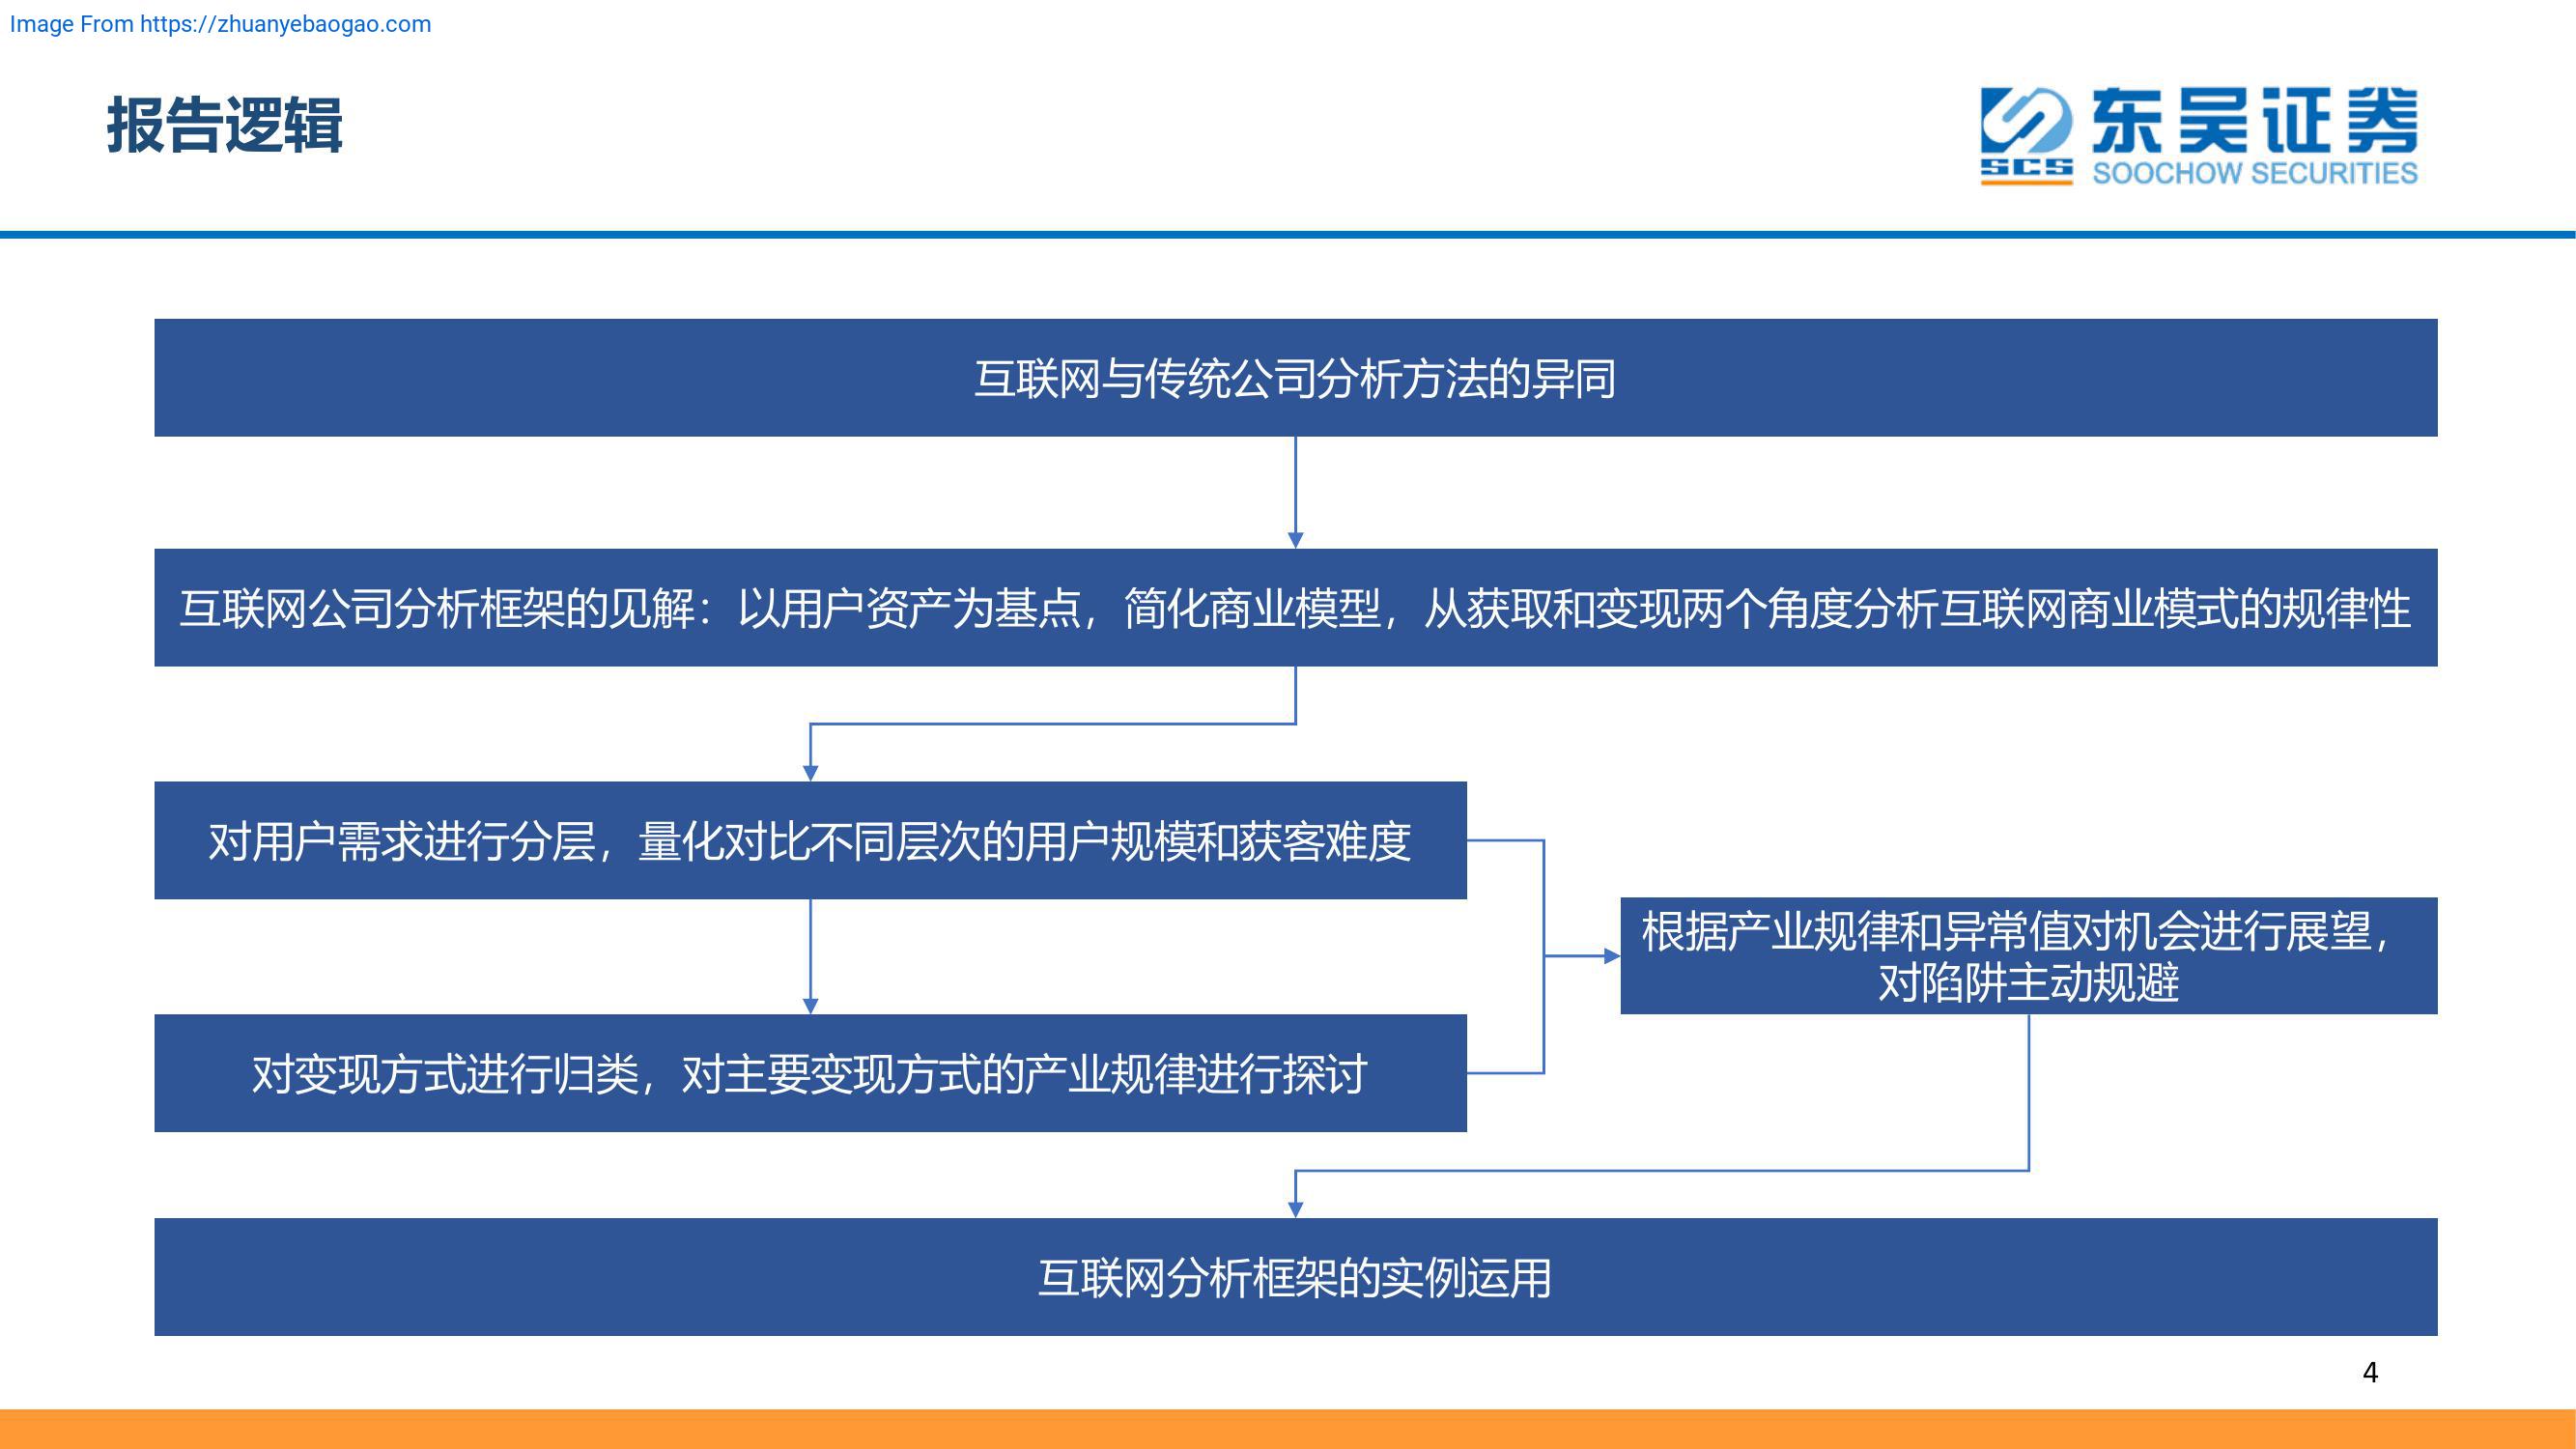 Image From https://zhuanyebaogao.com
报告逻辑
东吴证券
SCS
SOOCHOW SECURITIES
互联网与传统公司分析方法的异同
互联网公司分析框架的见解：以用户资产为基点，简化商业模型，从获取和变现两个角度分析互联网商业模式的规律性
对用户需求进行分层，量化对比不同层次的用户规模和获客难度
根据产业规律和异常值对机会进行展望，
对陷阱主动规避
对变现方式进行归类，对主要变现方式的产业规律进行探讨
互联网分析框架的实例运用
4